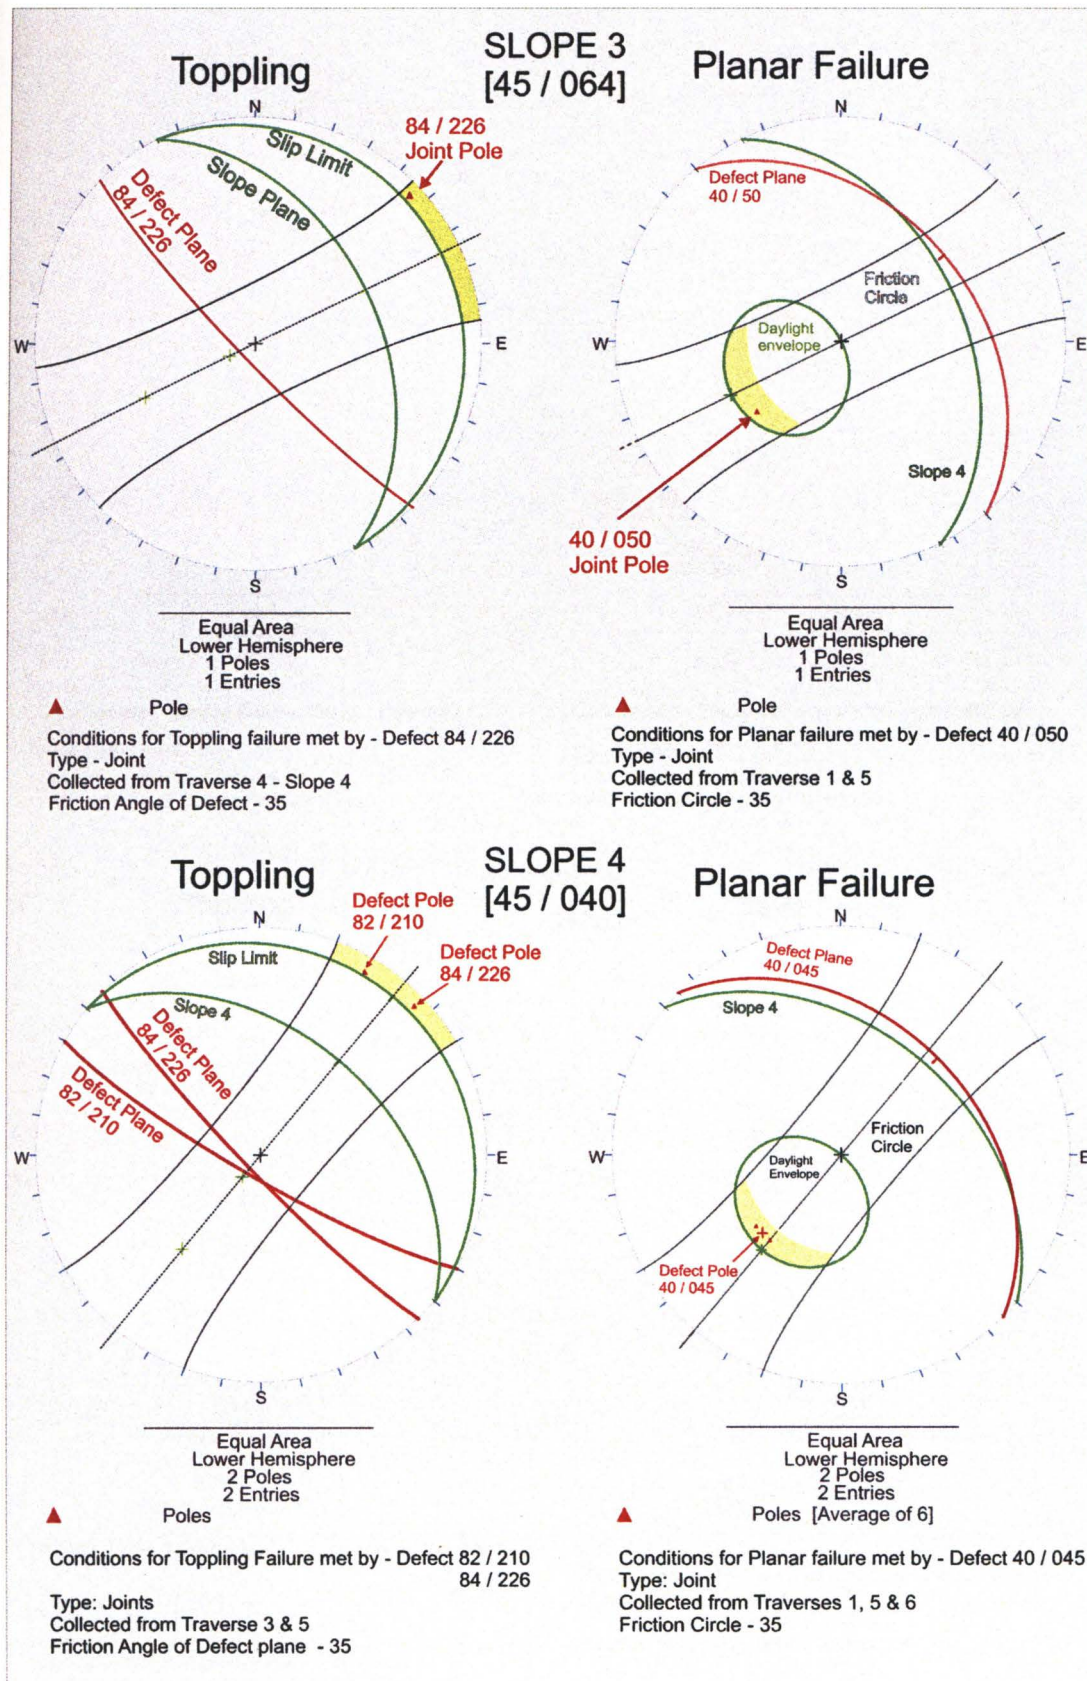 SLOPE 3
[45 / 064]
Toppling
N
84 / 226
Joint Pole
Slip Limit
Slope Plane
Defect Plane
84 / 226
W
E
S
Equal Area
Lower Hemisphere
1 Poles
1 Entries
Pole
Conditions for Toppling failure met by - Defect 84 / 226
Type - Joint
Collected from Traverse 4 - Slope 4
Friction Angle of Defect - 35
Planar Failure
N
Defect Plane
40 / 50
Friction
Circle
Daylight
envelope
W
E
Slope 4
40 / 050
Joint Pole
S
Equal Area
Lower Hemisphere
1 Poles
1 Entries
Pole
Conditions for Planar failure met by - Defect 40 / 050
Type - Joint
Collected from Traverse 1 & 5
Friction Circle - 35
SLOPE 4
[45 / 040]
Toppling
Defect Pole
82 / 210
N
Defect Pole
84 / 226
Slip Limit
Slope 4
Defect Plane
84 / 226
Defect Plane
82 / 210
W
E
S
Equal Area
Lower Hemisphere
2 Poles
2 Entries
Poles
Conditions for Toppling Failure met by - Defect 82 / 210
84 / 226
Type: Joints
Collected from Traverse 3 & 5
Friction Angle of Defect plane - 35
Planar Failure
N
Defect Plane
40 / 045
Slope 4
Friction
Circle
Daylight
Envelope
W
E
Defect Pole
40 / 045
S
Equal Area
Lower Hemisphere
2 Poles
2 Entries
Poles [Average of 6]
Conditions for Planar failure met by - Defect 40 / 045
Type: Joint
Collected from Traverses 1, 5 & 6
Friction Circle - 35